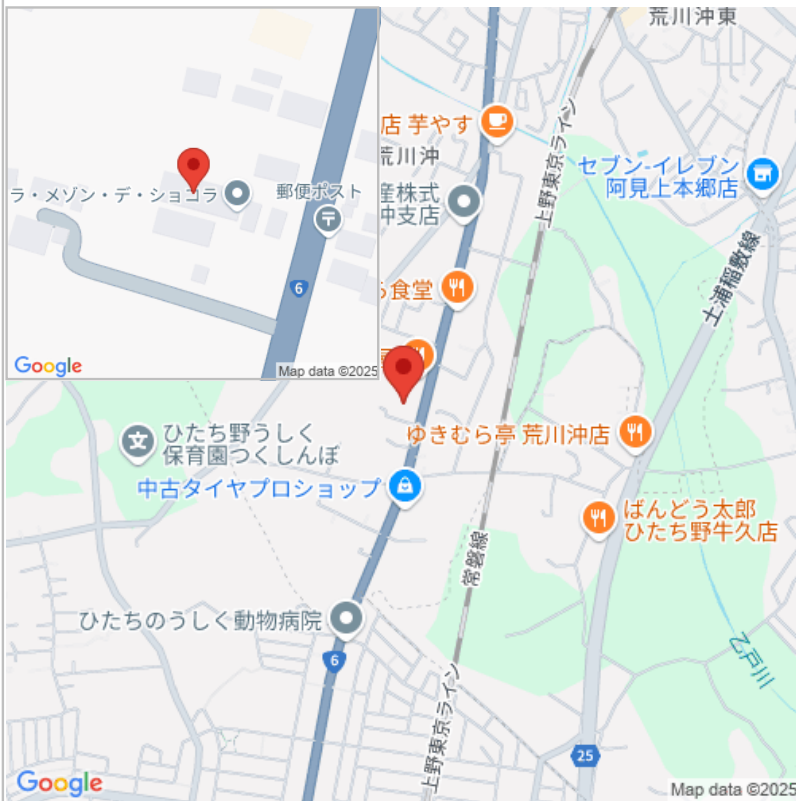 荒川沖東
店 芋やす
荒川沖
上野東京ライン
セブン-イレブン
阿見上本郷店
産株式
沖支店
ラ・メゾン・デ・ショコラ
郵便ポスト
土浦稲敷線
6
ら食堂
Google
Map data ©2025
ひたち野うしく
保育園つくしんぼ
ゆきむら亭 荒川沖店
中古タイヤプロショップ
ばんどう太郎
ひたち野牛久店
常磐線
ひたちのうしく動物病院
6
乙戸川
上野東京ライン
25
Google
Map data ©2025